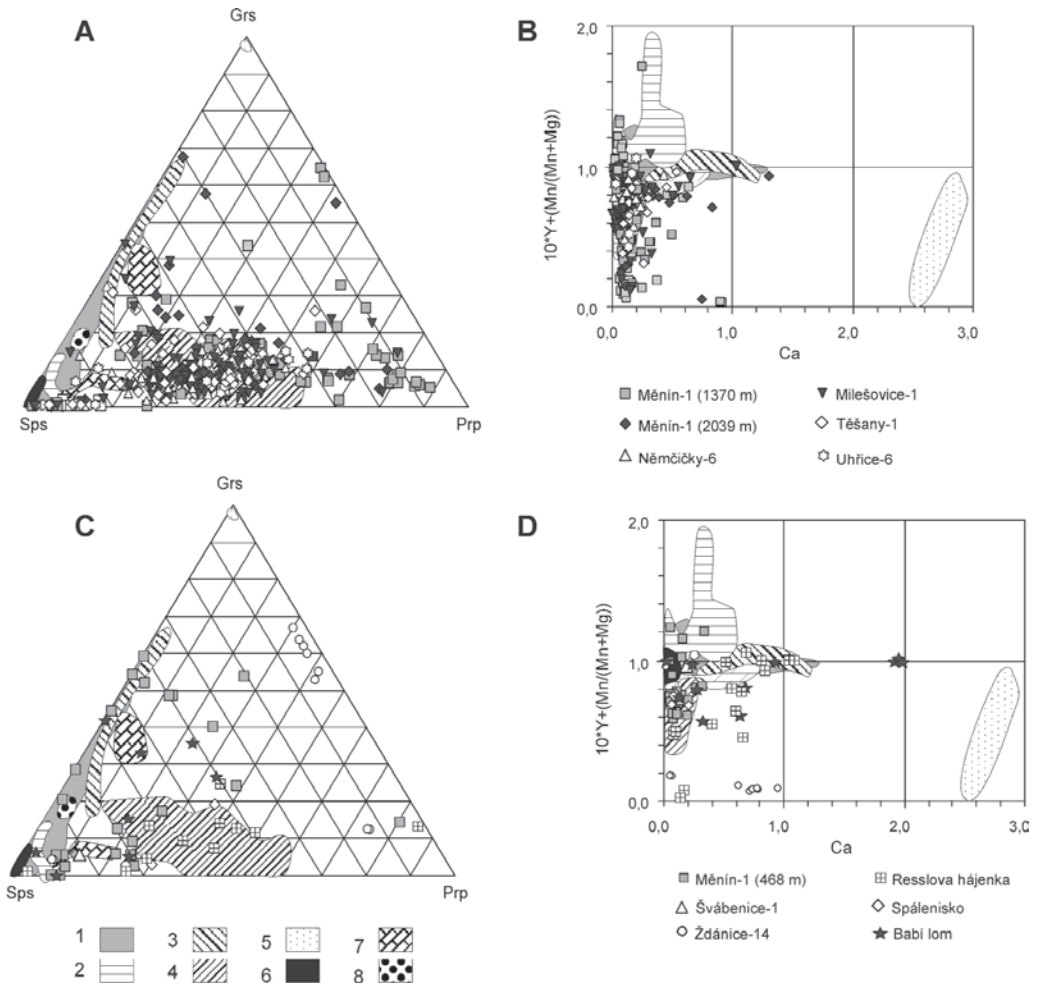 A
Grs
Sps
Prp
B
10*Y+(Mn/(Mn+Mg))
2,0
1,0
0,0
0,0
1,0
2,0
3,0
Ca
Měnín-1 (1370 m)
Milešovice-1
Měnín-1 (2039 m)
Těšany-1
Němčičky-6
Uhřice-6
C
Grs
Sps
Prp
D
10*Y+(Mn/(Mn+Mg))
2,0
1,0
0,0
0,0
1,0
2,0
3,0
Ca
Měnín-1 (468 m)
Resslova hájenka
Švábenice-1
Spálenisko
Ždánice-14
Babí lom
1
3
5
7
2
4
6
8